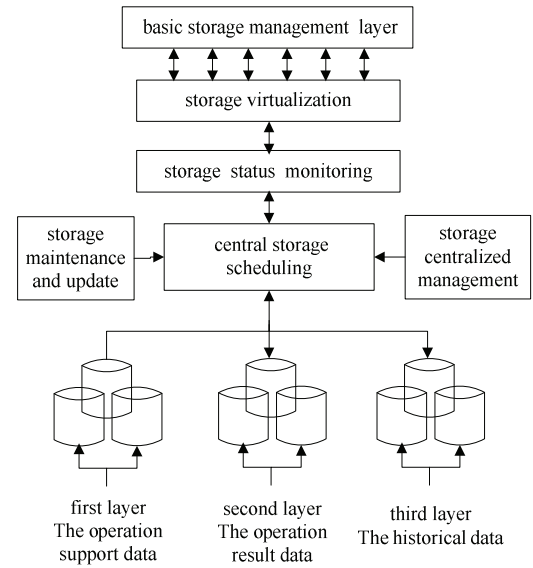 basic storage management layer
storage virtualization
storage status monitoring
storage
maintenance
and update
central storage
scheduling
storage
centralized
management
first layer
The operation
support data
second layer
The operation
result data
third layer
The historical data